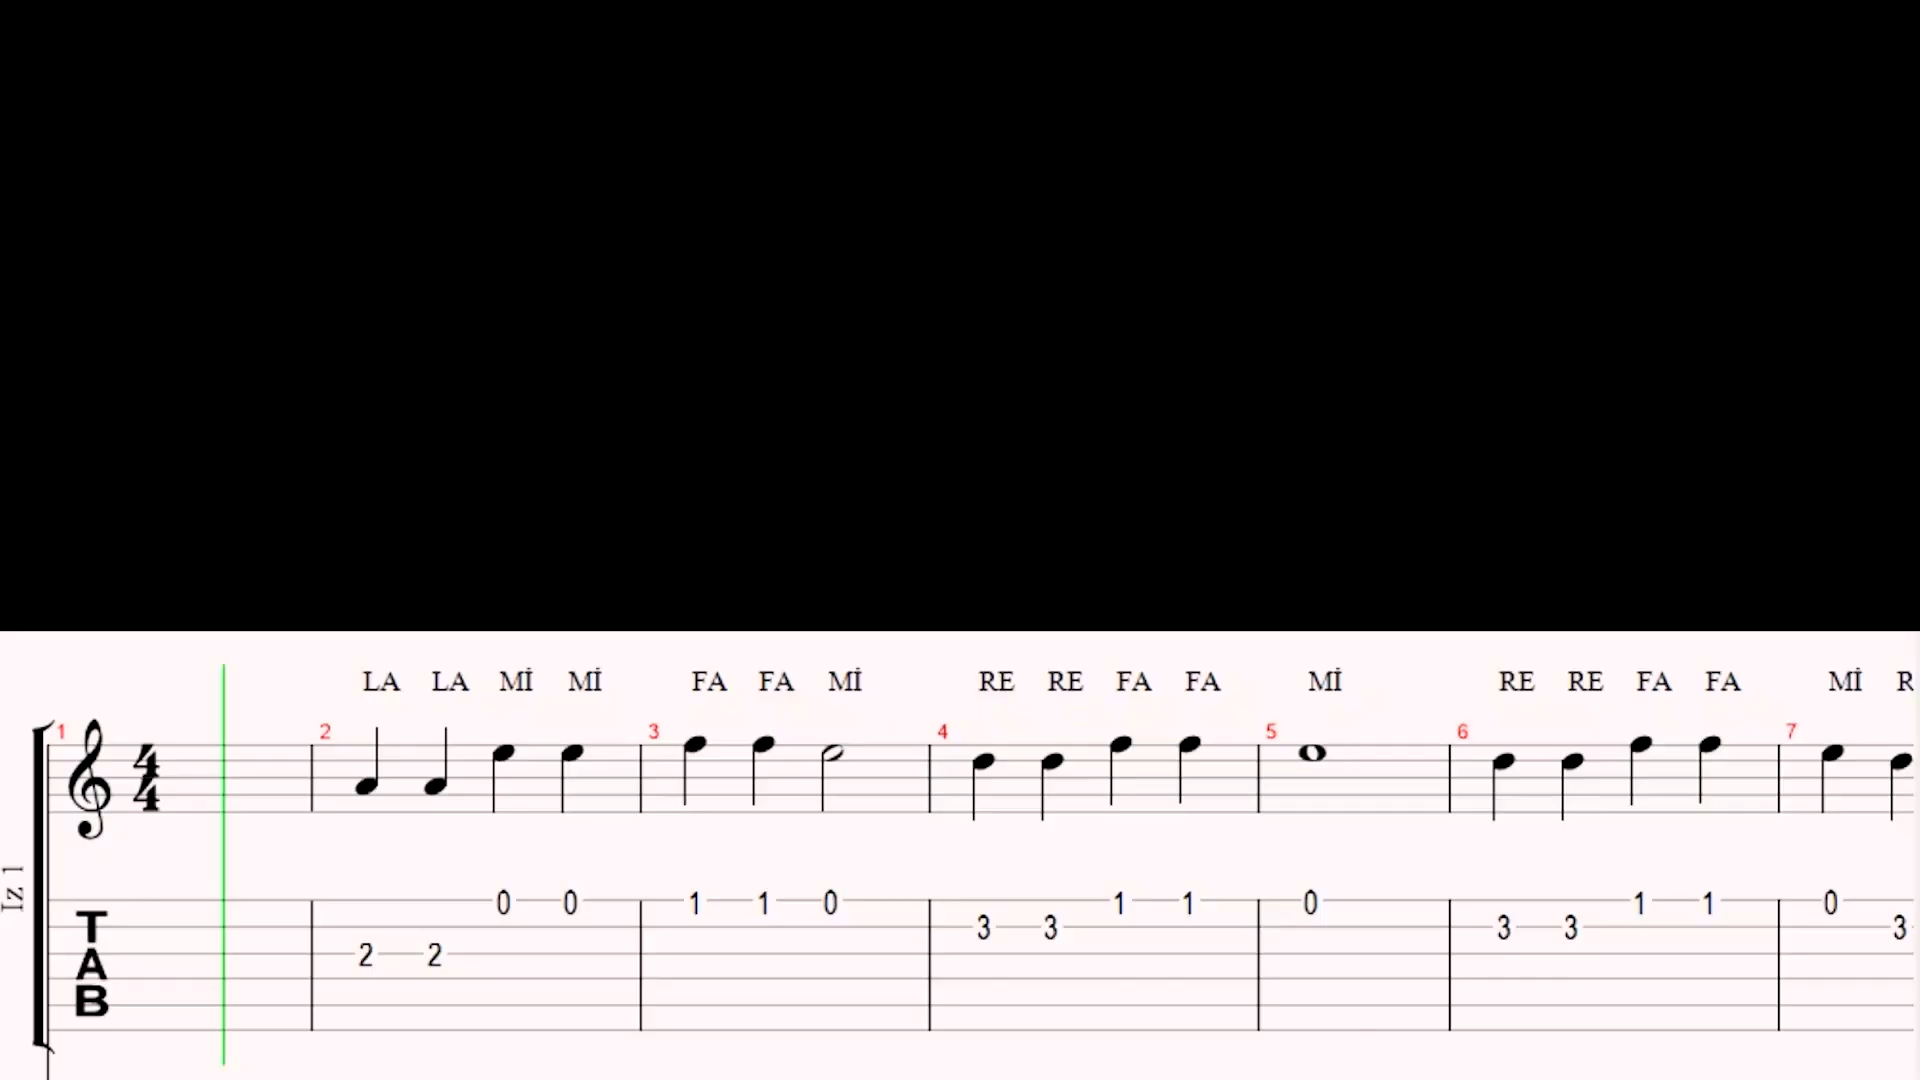 LA LA Mİ Mİ FA FA Mİ RE RE FA FA Mİ RE RE FA FA Mİ R
1 2 3 4 5 6 7
4
4
İz 1
0 0 1 1 0 1 1 0 1 1 0
3 3 3 3 3
2 2
T
A
B